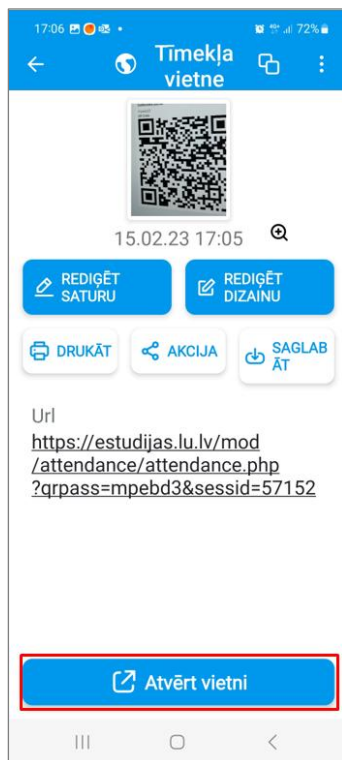 17:06
72%
Tīmekļa
vietne
15.02.23 17:05
REDIĢĒT
SATURU
REDIĢĒT
DIZAINU
DRUKĀT
AKCIJA
SAGLAB
ĀT
Url
https://estudijas.lu.lv/mod
/attendance/attendance.php
?qrpass=mpebd3&sessid=57152
Atvērt vietni